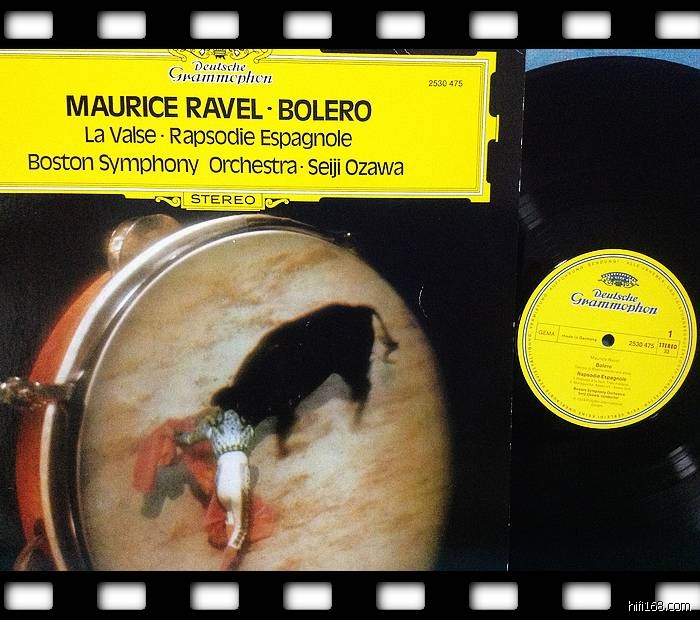 Deutsche
Grammophon
2530 475
MAURICE RAVEL · BOLERO
La Valse · Rapsodie Espagnole
Boston Symphony Orchestra · Seiji Ozawa
STEREO
Deutsche
Grammophon
GEMA
made in Germany
1
2530 475
STEREO
33
Maurice Ravel
Bolero
Rapsodie Espagnole
Boston Symphony Orchestra
Seiji Ozawa, conductor
hifi168.com